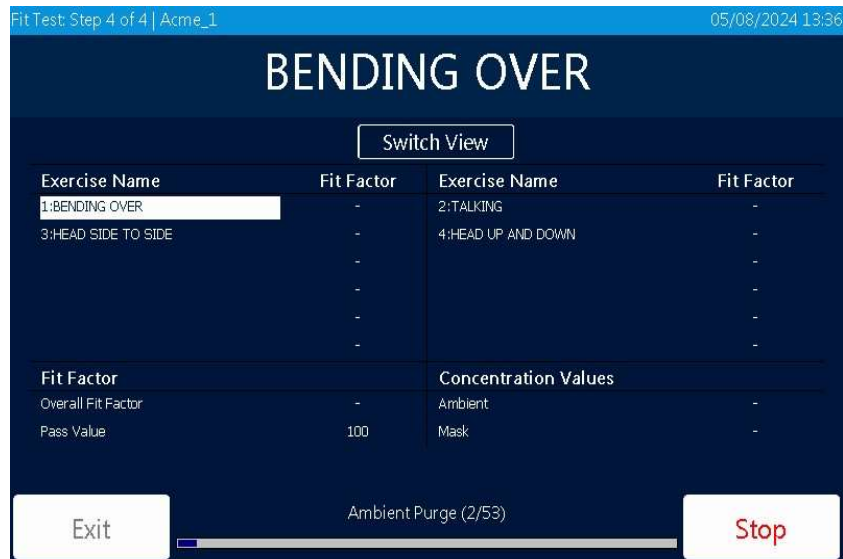 Fit Test: Step 4 of 4 | Acme_1 05/08/2024 13:36
BENDING OVER
Switch View
Exercise Name Fit Factor Exercise Name Fit Factor
1:BENDING OVER - 2:TALKING -
3:HEAD SIDE TO SIDE - 4:HEAD UP AND DOWN -
- -
- -
- -
- -
Fit Factor Concentration Values
Overall Fit Factor - Ambient -
Pass Value 100 Mask -
Exit Ambient Purge (2/53) Stop